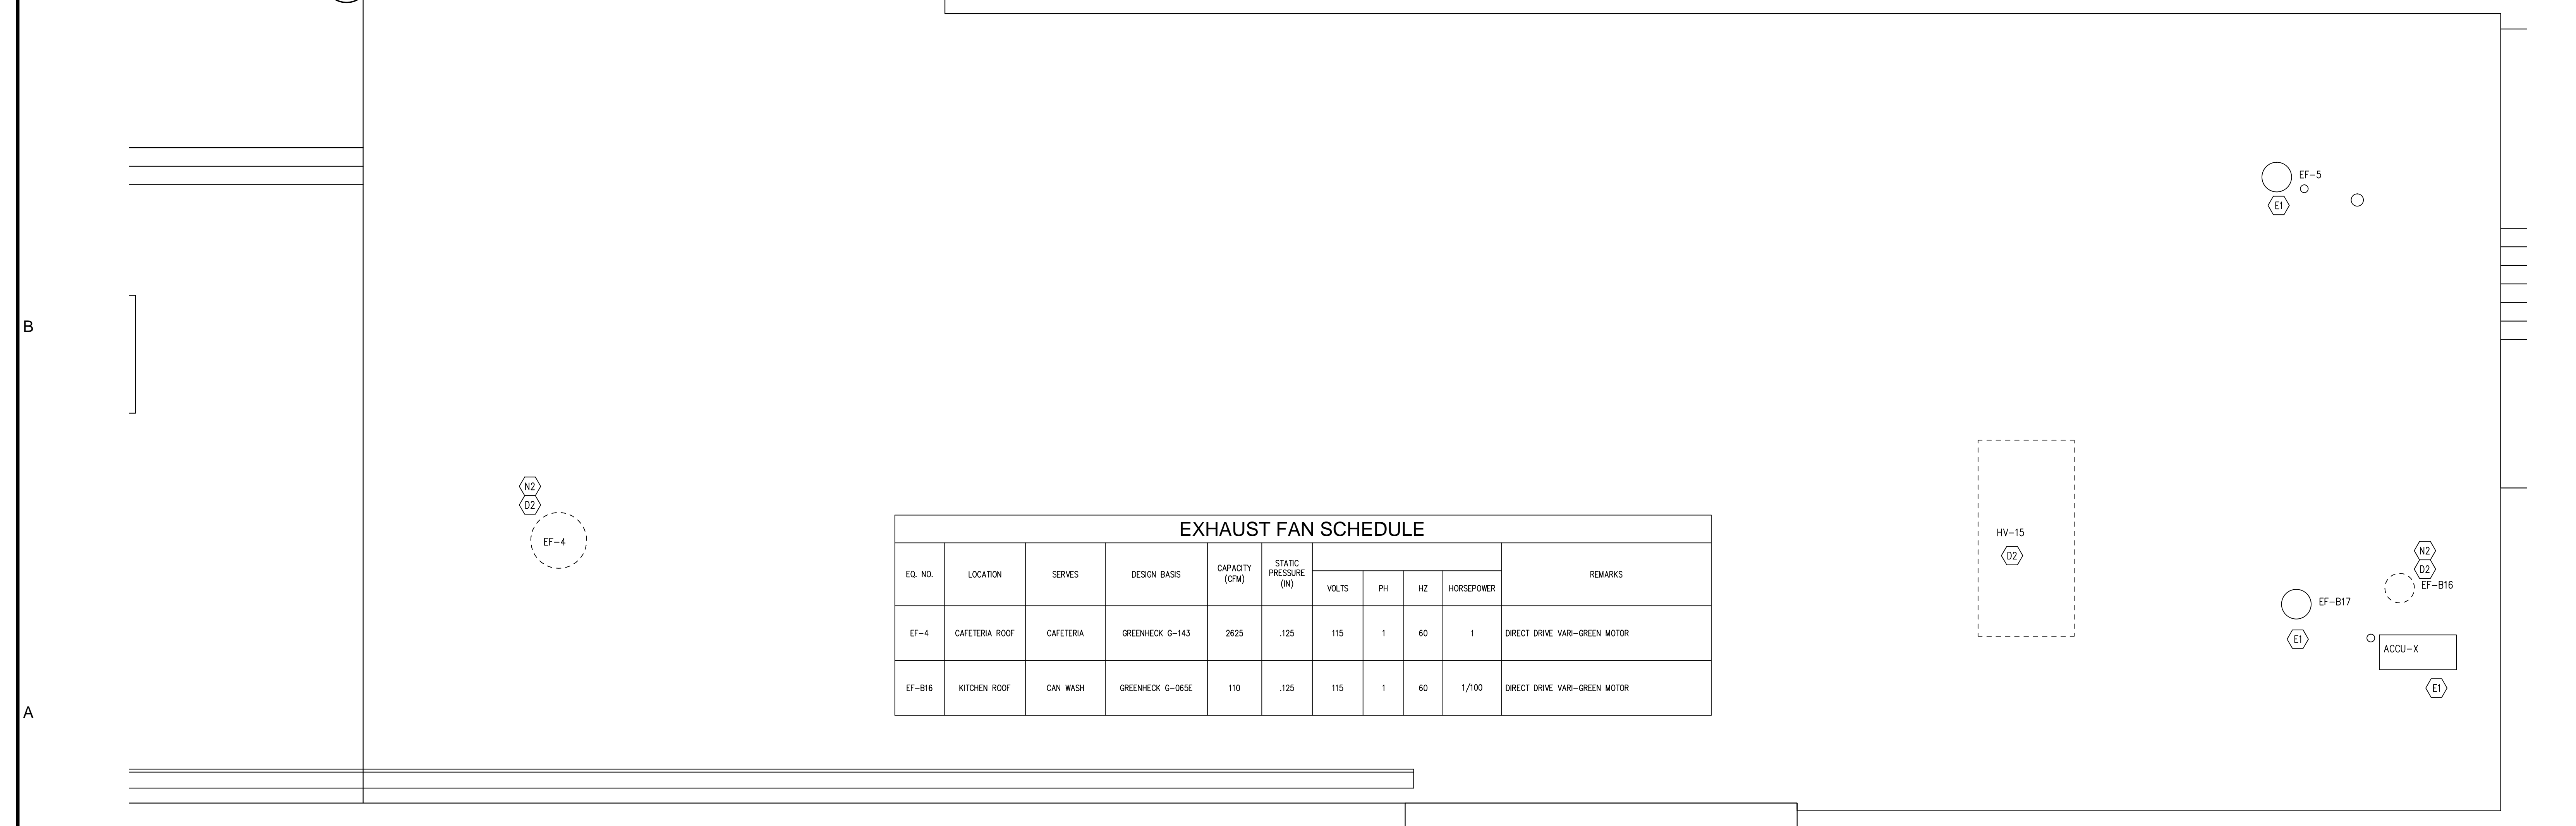 EF-5
E1
B
N2
D2
EF-4
EXHAUST FAN SCHEDULE
EQ. NO. LOCATION SERVES DESIGN BASIS CAPACITY (CFM) STATIC PRESSURE (IN) VOLTS PH HZ HORSEPOWER REMARKS
EF-4 CAFETERIA ROOF CAFETERIA GREENHECK G-143 2625 .125 115 1 60 1 DIRECT DRIVE VARI-GREEN MOTOR
EF-B16 KITCHEN ROOF CAN WASH GREENHECK G-065E 110 .125 115 1 60 1/100 DIRECT DRIVE VARI-GREEN MOTOR
HV-15
D2
N2
D2
EF-B16
EF-B17
E1
ACCU-X
E1
A